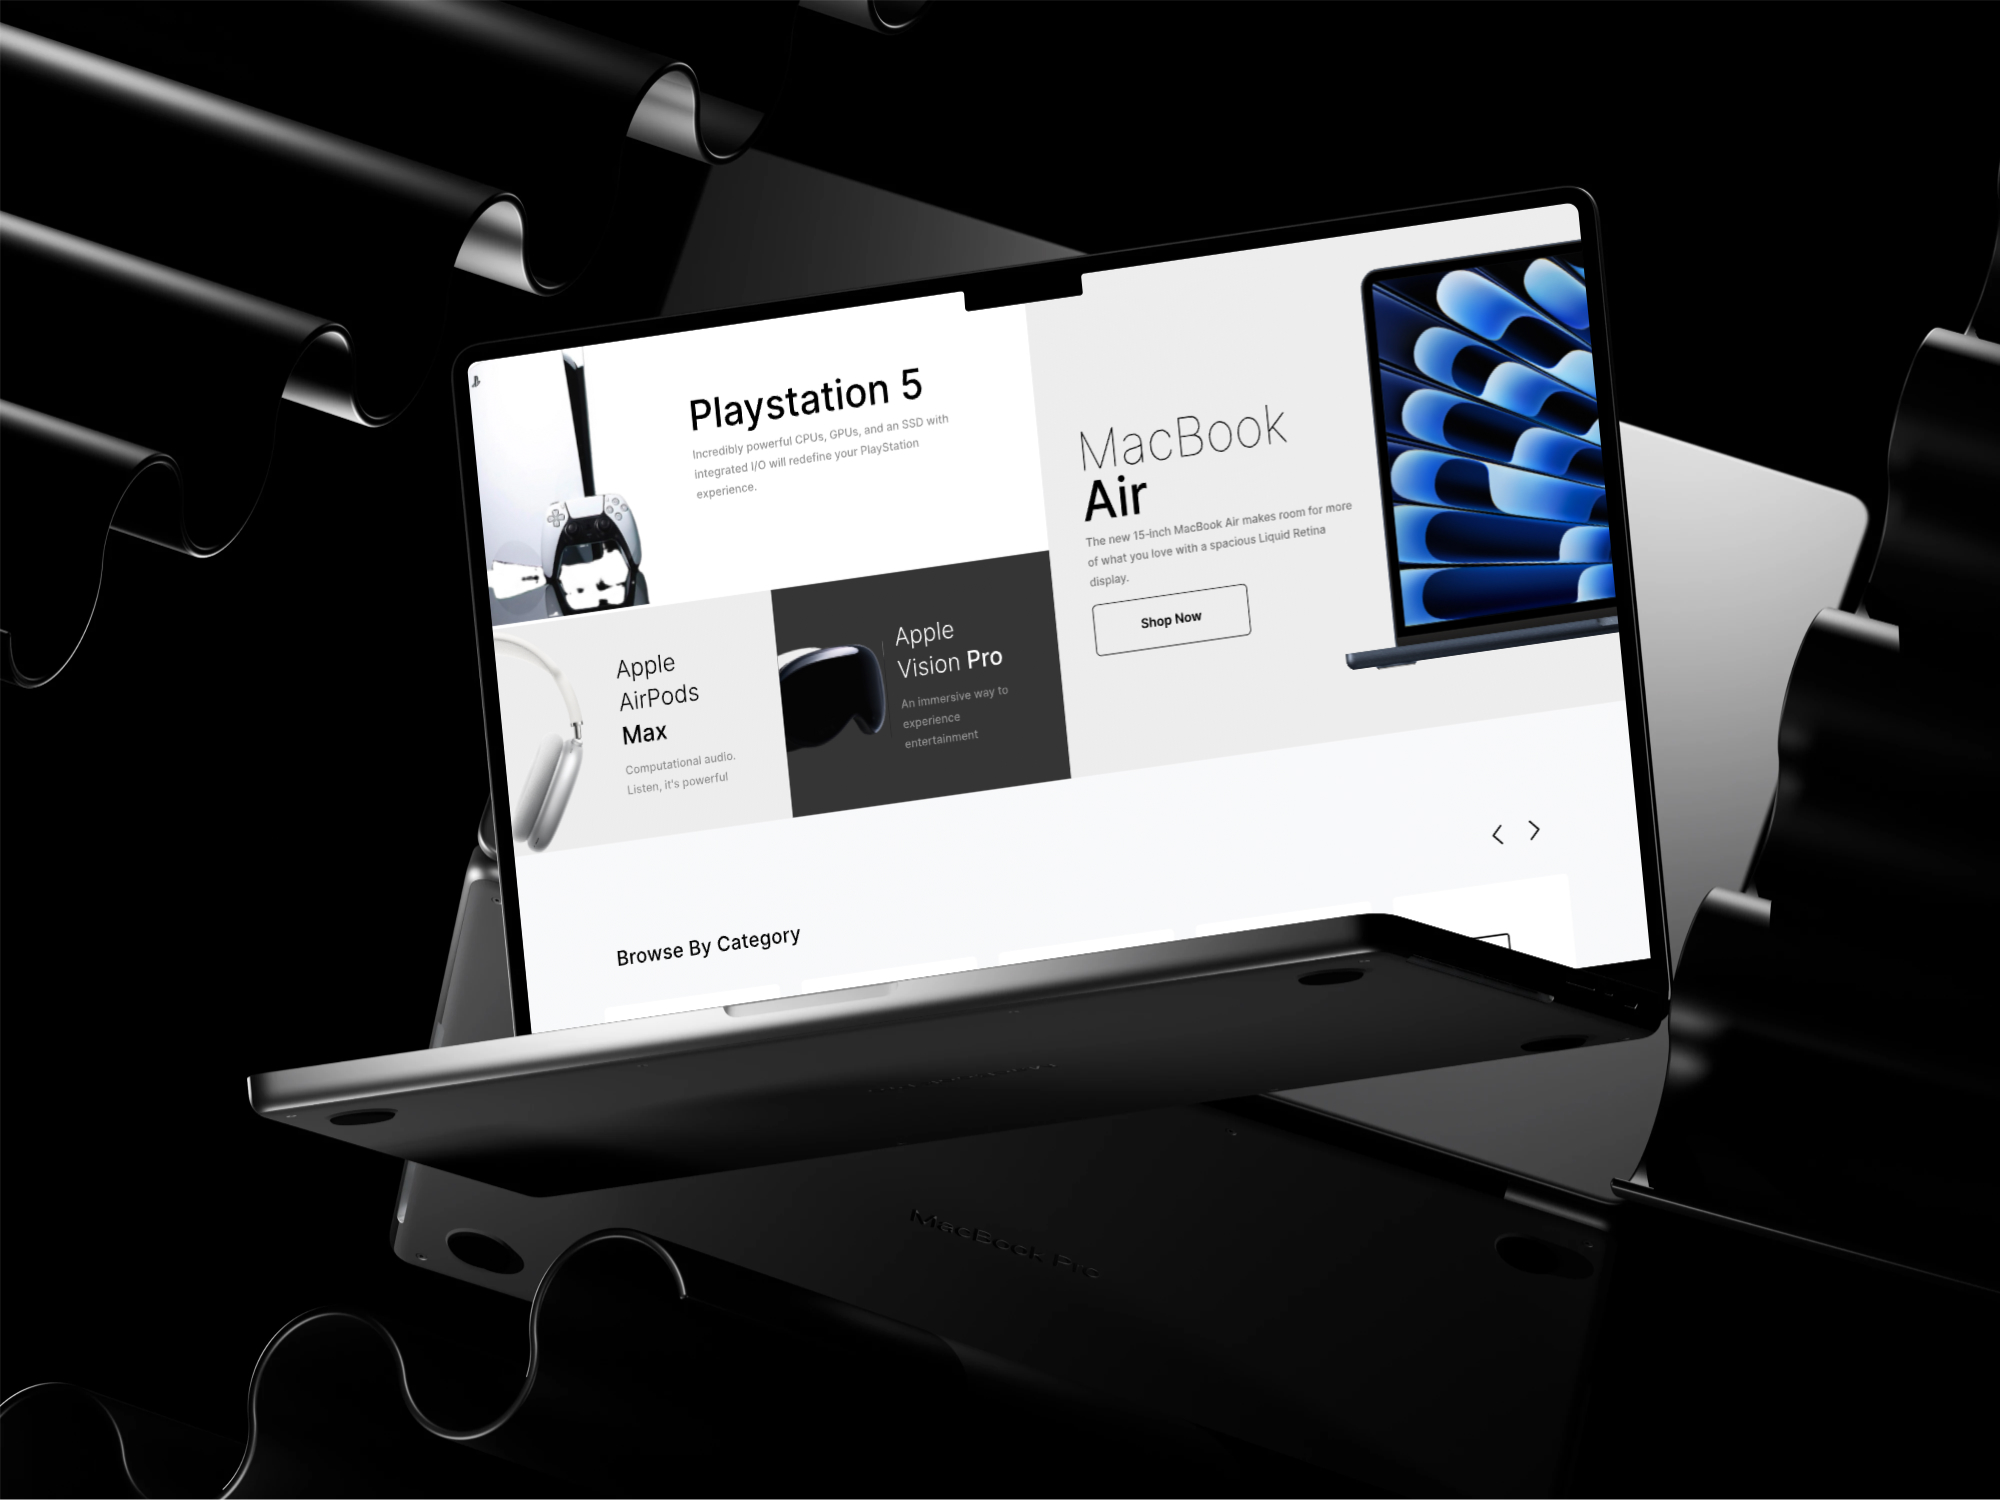 Playstation 5
Incredibly powerful CPUs, GPUs, and an SSD with
integrated I/O will redefine your PlayStation
experience.
MacBook
Air
The new 15-inch MacBook Air makes room for more
of what you love with a spacious Liquid Retina
display.
Shop Now
Apple
AirPods
Max
Computational audio.
Listen, it's powerful
Apple
Vision Pro
An immersive way to
experience
entertainment
Browse By Category
MacBook Pro